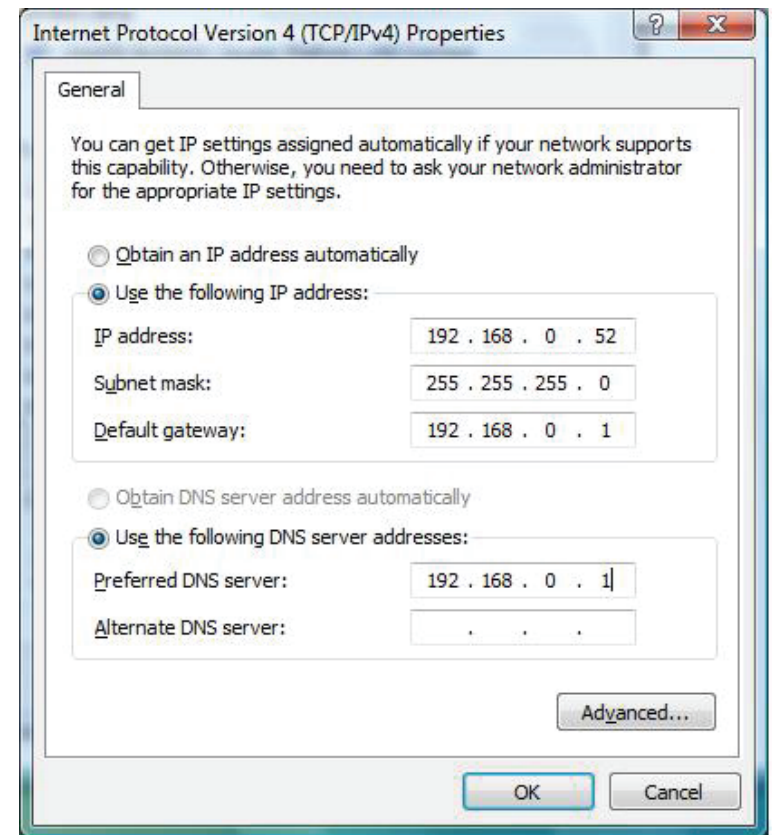 Internet Protocol Version 4 (TCP/IPv4) Properties
General
You can get IP settings assigned automatically if your network supports
this capability. Otherwise, you need to ask your network administrator
for the appropriate IP settings.
Obtain an IP address automatically
Use the following IP address:
IP address: 192 . 168 . 0 . 52
Subnet mask: 255 . 255 . 255 . 0
Default gateway: 192 . 168 . 0 . 1
Obtain DNS server address automatically
Use the following DNS server addresses:
Preferred DNS server: 192 . 168 . 0 . 1
Alternate DNS server: . . .
Advanced...
OK Cancel